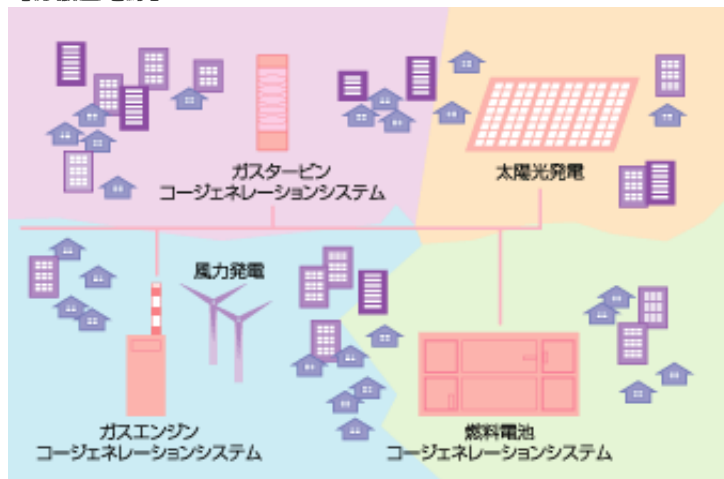 ガスタービン
コージェネレーションシステム
太陽光発電
風力発電
ガスエンジン
コージェネレーションシステム
燃料電池
コージェネレーションシステム